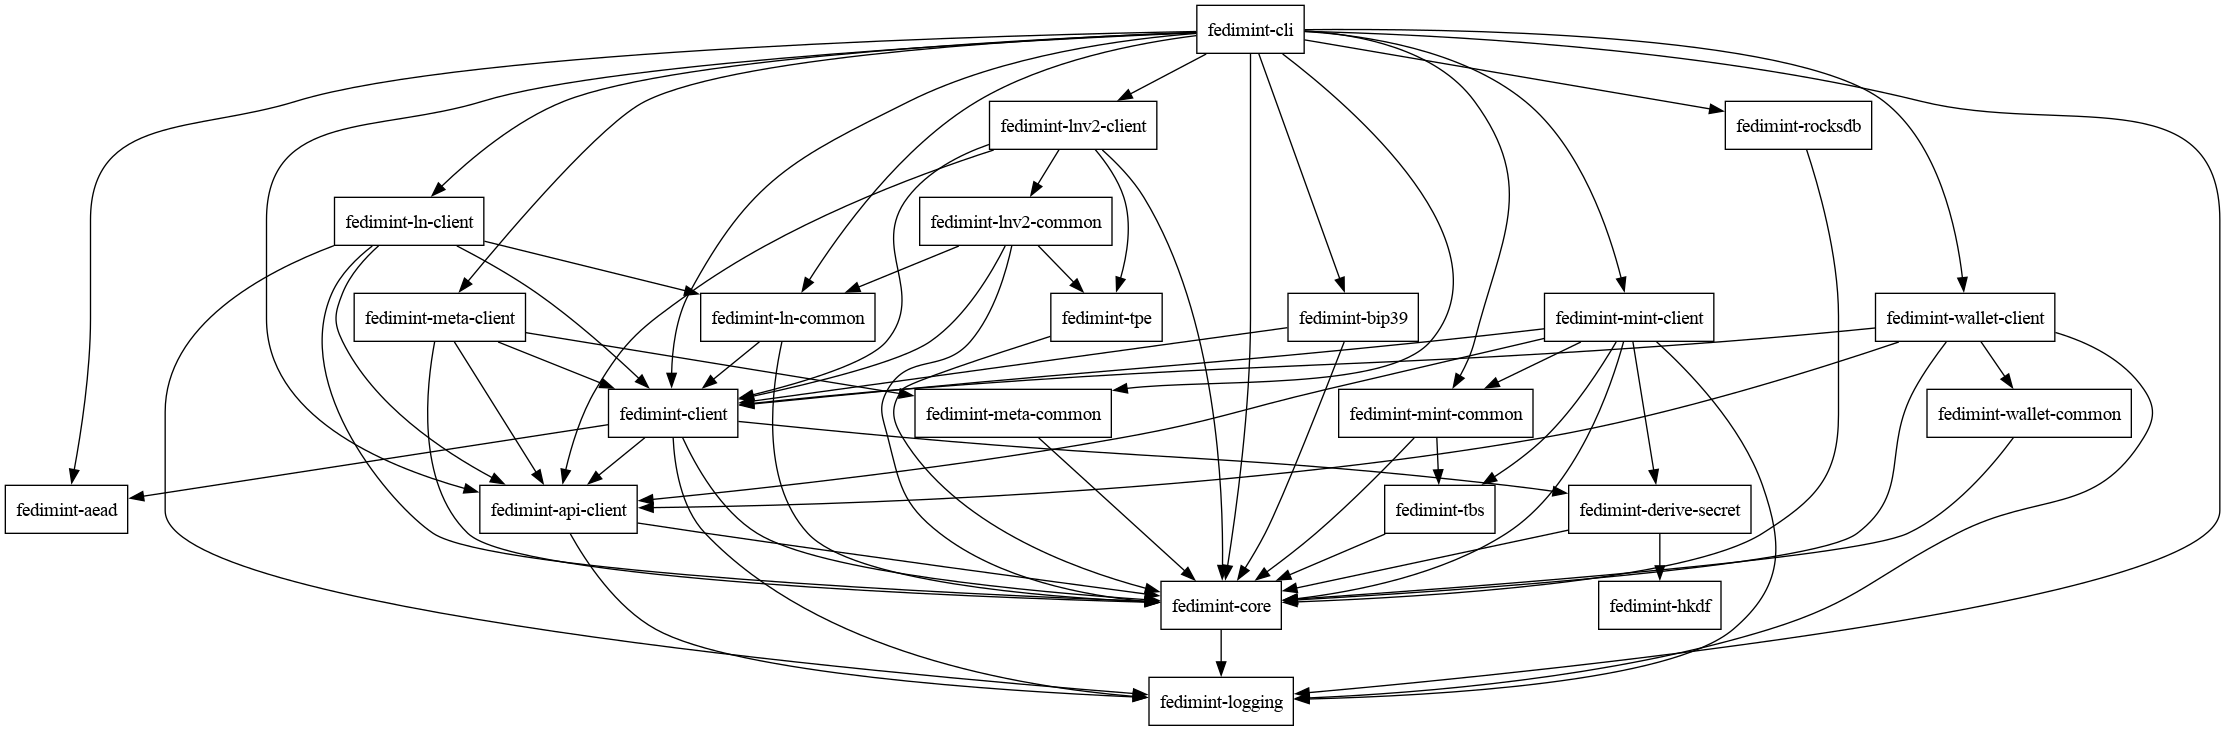 fedimint-cli
fedimint-lnv2-client
fedimint-rocksdb
fedimint-ln-client
fedimint-lnv2-common
fedimint-meta-client
fedimint-ln-common
fedimint-tpe
fedimint-bip39
fedimint-mint-client
fedimint-wallet-client
fedimint-client
fedimint-meta-common
fedimint-mint-common
fedimint-wallet-common
fedimint-aead
fedimint-api-client
fedimint-tbs
fedimint-derive-secret
fedimint-core
fedimint-hkdf
fedimint-logging